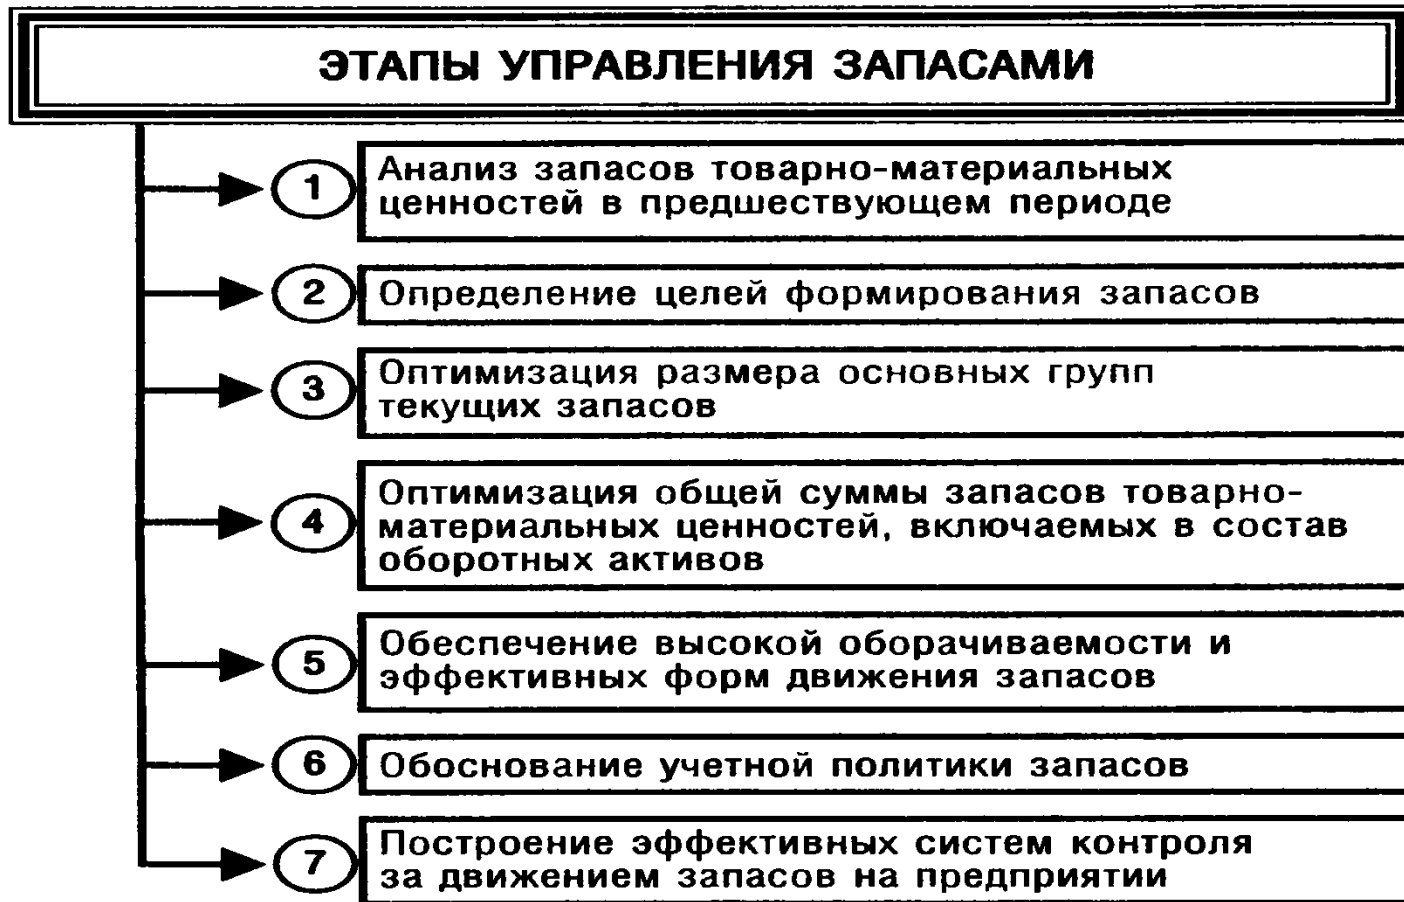 ЭТАПЫ УПРАВЛЕНИЯ ЗАПАСАМИ
1
Анализ запасов товарно-материальных
ценностей в предшествующем периоде
2
Определение целей формирования запасов
3
Оптимизация размера основных групп
текущих запасов
4
Оптимизация общей суммы запасов товарно-
материальных ценностей, включаемых в состав
оборотных активов
5
Обеспечение высокой оборачиваемости и
эффективных форм движения запасов
6
Обоснование учетной политики запасов
7
Построение эффективных систем контроля
за движением запасов на предприятии